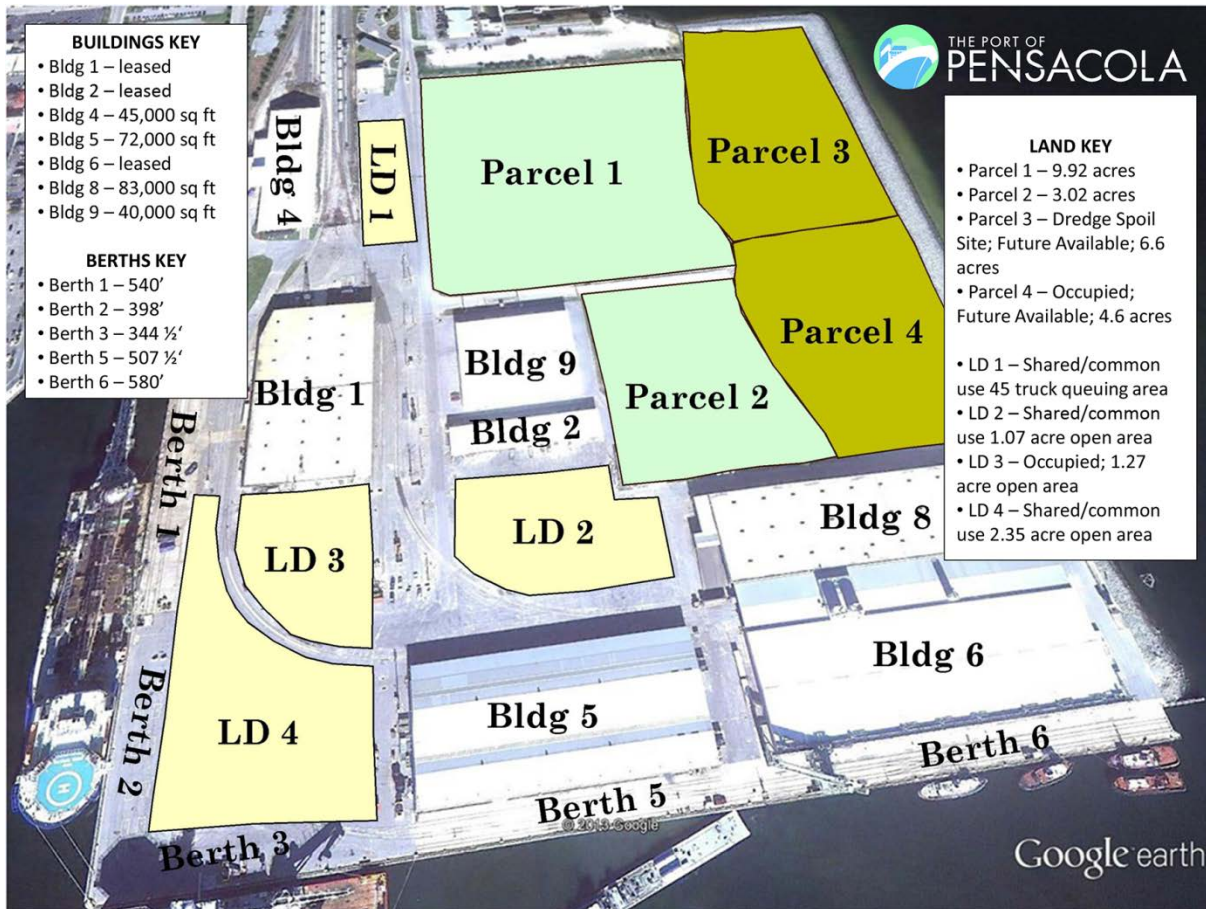 BUILDINGS KEY
• Bldg 1 – leased
• Bldg 2 – leased
• Bldg 4 – 45,000 sq ft
• Bldg 5 – 72,000 sq ft
• Bldg 6 – leased
• Bldg 8 – 83,000 sq ft
• Bldg 9 – 40,000 sq ft
BERTHS KEY
• Berth 1 – 540’
• Berth 2 – 398’
• Berth 3 – 344 ½‘
• Berth 5 – 507 ½‘
• Berth 6 – 580’
THE PORT OF
PENSACOLA
LAND KEY
• Parcel 1 – 9.92 acres
• Parcel 2 – 3.02 acres
• Parcel 3 – Dredge Spoil
Site; Future Available; 6.6
acres
• Parcel 4 – Occupied;
Future Available; 4.6 acres
• LD 1 – Shared/common
use 45 truck queuing area
• LD 2 – Shared/common
use 1.07 acre open area
• LD 3 – Occupied; 1.27
acre open area
• LD 4 – Shared/common
use 2.35 acre open area
Bldg 4
LD 1
Parcel 1
Parcel 3
Parcel 4
Bldg 1
Bldg 9
Parcel 2
Bldg 2
Berth 1
LD 3
LD 2
Bldg 8
Berth 2
LD 4
Bldg 5
Bldg 6
Berth 3
Berth 5
Berth 6
H
© 2013 Google
Google earth